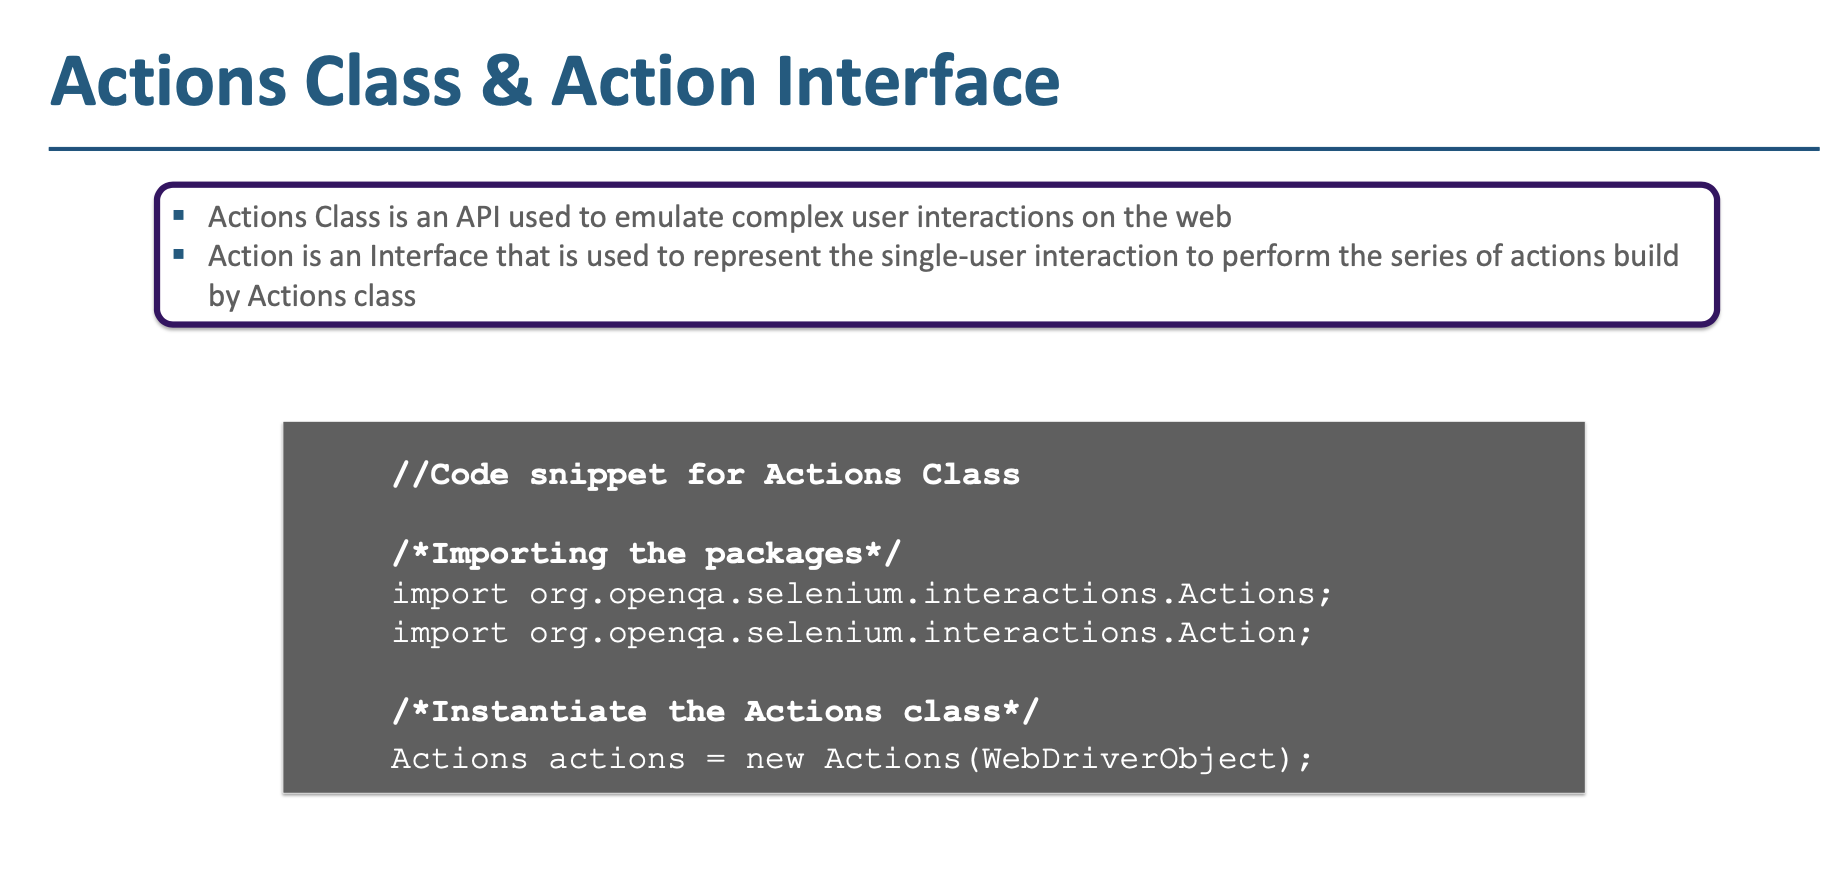 Actions Class & Action Interface
▪ Actions Class is an API used to emulate complex user interactions on the web
▪ Action is an Interface that is used to represent the single-user interaction to perform the series of actions build
by Actions class
//Code snippet for Actions Class
/*Importing the packages*/
import org.openqa.selenium.interactions.Actions;
import org.openqa.selenium.interactions.Action;
/*Instantiate the Actions class*/
Actions actions = new Actions(WebDriverObject);